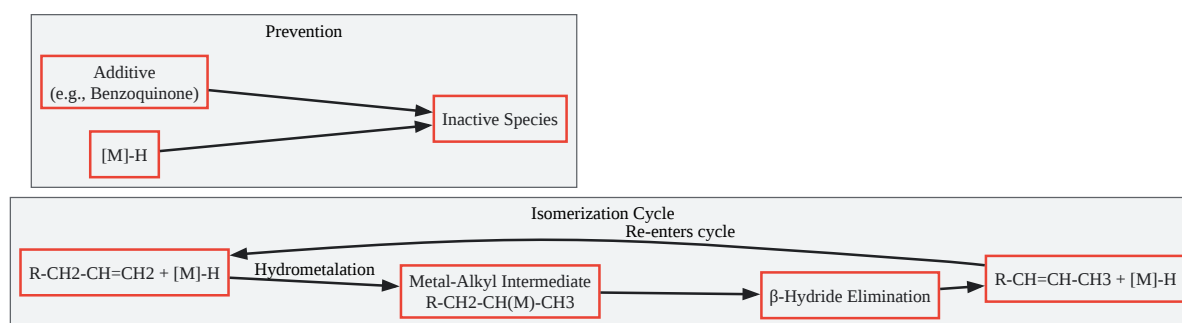 Prevention
Additive
(e.g., Benzoquinone)
Inactive Species
[M]-H
Isomerization Cycle
Re-enters cycle
R-CH2-CH=CH2 + [M]-H
Hydrometalation
Metal-Alkyl Intermediate
R-CH2-CH(M)-CH3
β-Hydride Elimination
R-CH=CH-CH3 + [M]-H